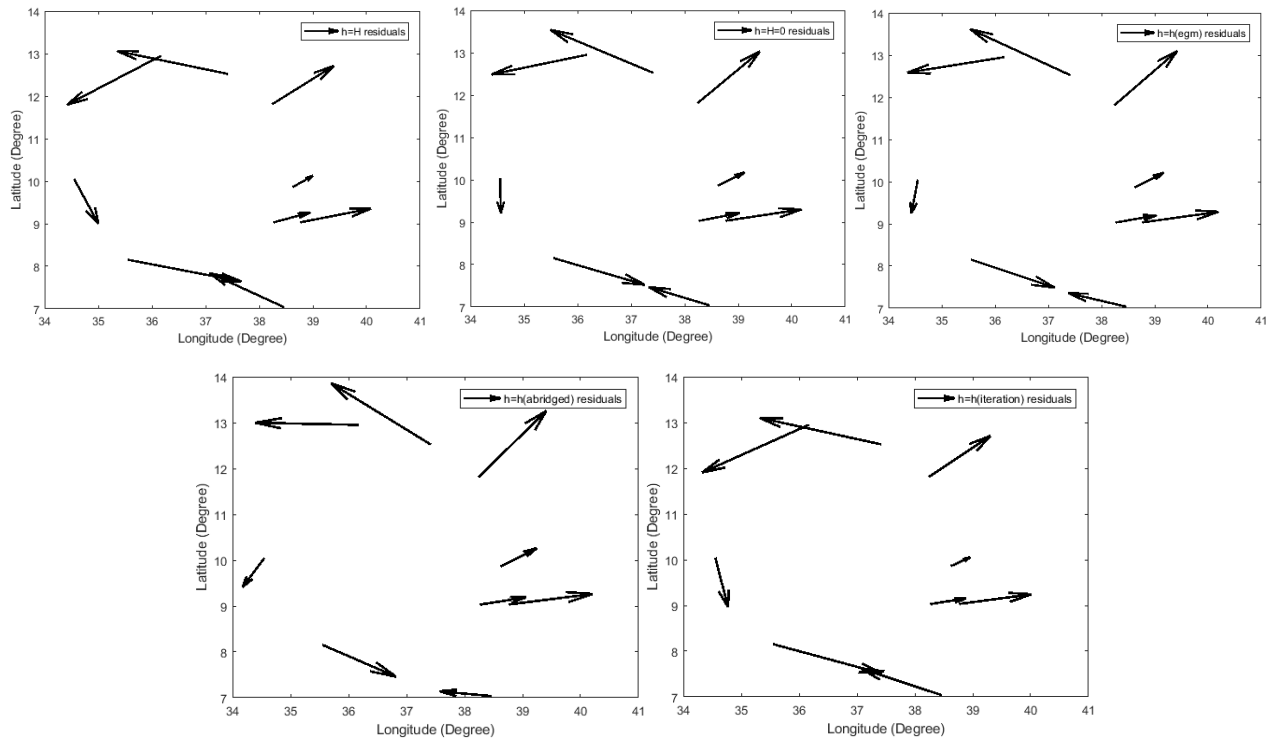 h=H residuals
14
13
12
11
10
9
8
7
Latitude (Degree)
34 35 36 37 38 39 40 41
Longitude (Degree)
h=H=0 residuals
14
13
12
11
10
9
8
7
Latitude (Degree)
34 35 36 37 38 39 40 41
Longitude (Degree)
h=h(egm) residuals
14
13
12
11
10
9
8
7
Latitude (Degree)
34 35 36 37 38 39 40 41
Longitude (Degree)
h=h(abridged) residuals
14
13
12
11
10
9
8
7
Latitude (Degree)
34 35 36 37 38 39 40 41
Longitude (Degree)
h=h(iteration) residuals
14
13
12
11
10
9
8
7
Latitude (Degree)
34 35 36 37 38 39 40 41
Longitude (Degree)